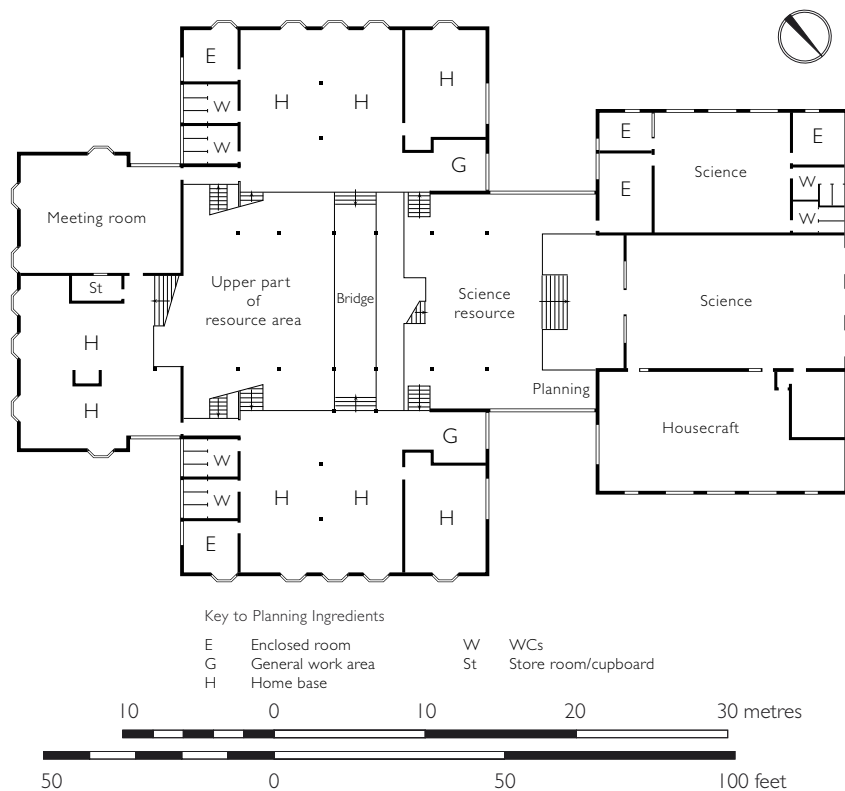 E
H
H
H
W
W
G
E
E
E
Science
W
W
Meeting room
St
Upper part
of
resource area
Bridge
Science
resource
Science
H
H
Planning
Housecraft
G
W
W
H
H
H
E
Key to Planning Ingredients
E Enclosed room
G General work area
H Home base
W WCs
St Store room/cupboard
10 0 10 20 30 metres
50 0 50 100 feet